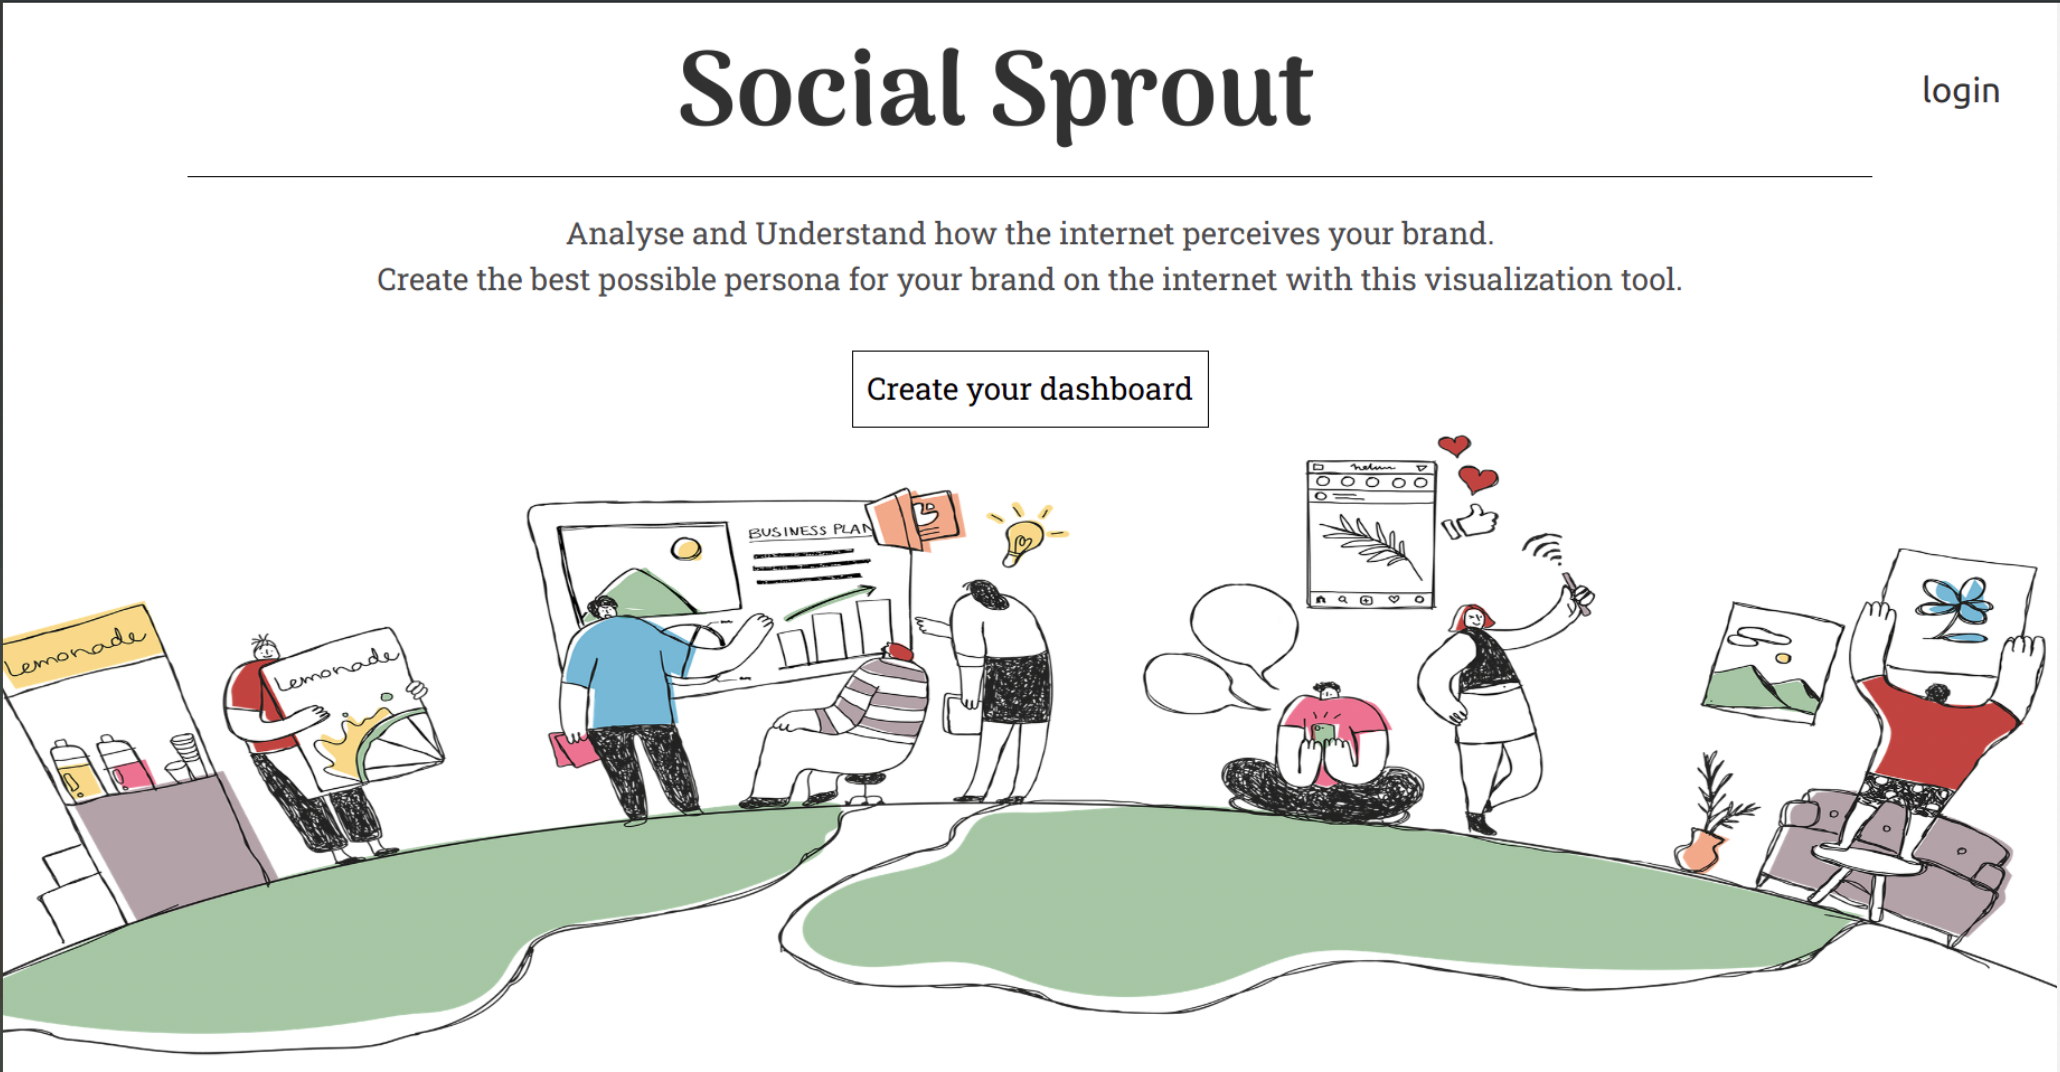 Social Sprout
login
Analyse and Understand how the internet perceives your brand.
Create the best possible persona for your brand on the internet with this visualization tool.
Create your dashboard
BUSINESS PLAN
Lemonade
Lemonade